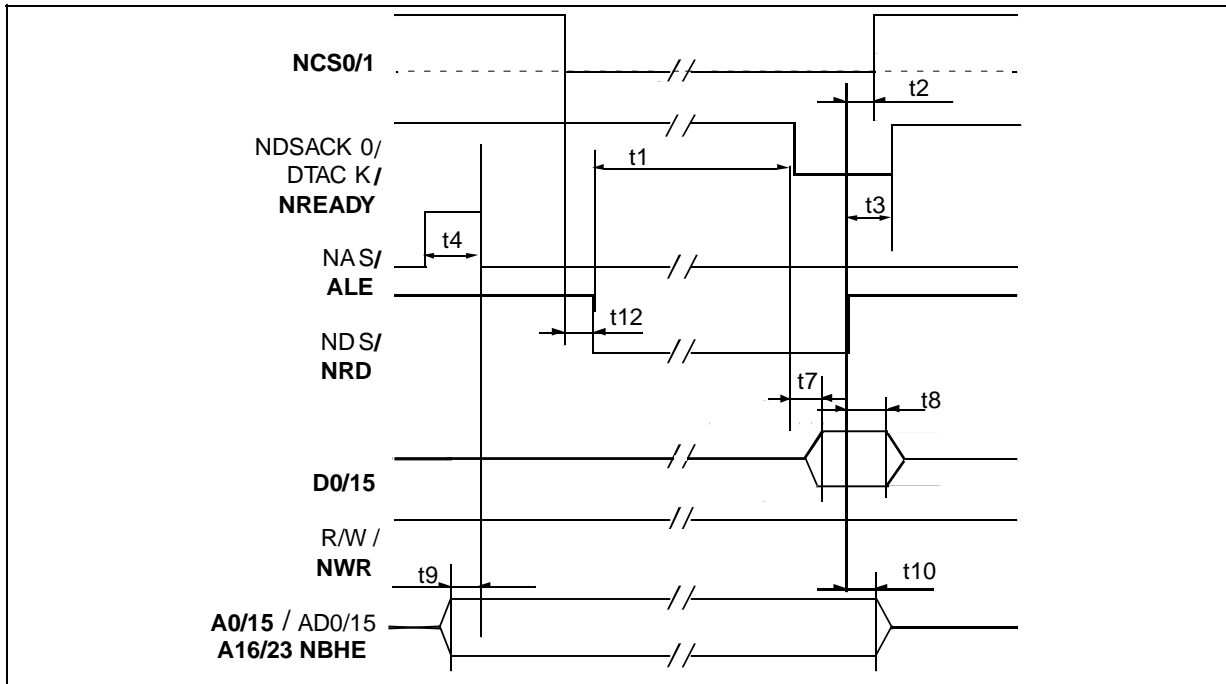 NCS0/1
t2
NDSACK 0/
DTAC K/
NREADY
t1
t3
t4
NA S/
ALE
t12
ND S/
NRD
t7
t8
D0/15
R/W /
NWR
t9
t10
A0/15 / AD0/15
A16/23 NBHE